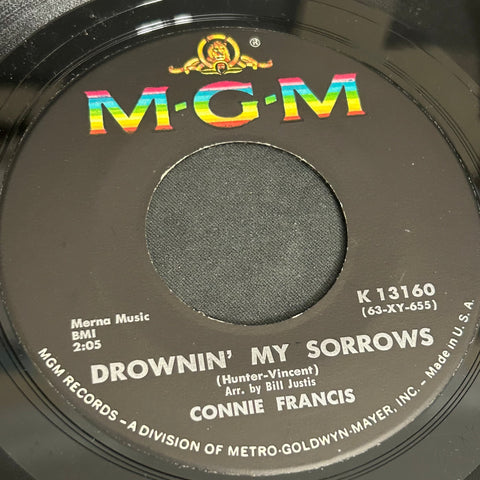 ®
M·G·M
K 13160
(63-XY-655)
Merna Music
BMI
2:05
DROWNIN' MY SORROWS
(Hunter-Vincent)
Arr. by Bill Justis
CONNIE FRANCIS
MGM RECORDS – A DIVISION OF METRO-GOLDWYN-MAYER, INC. – Made in U.S.A.